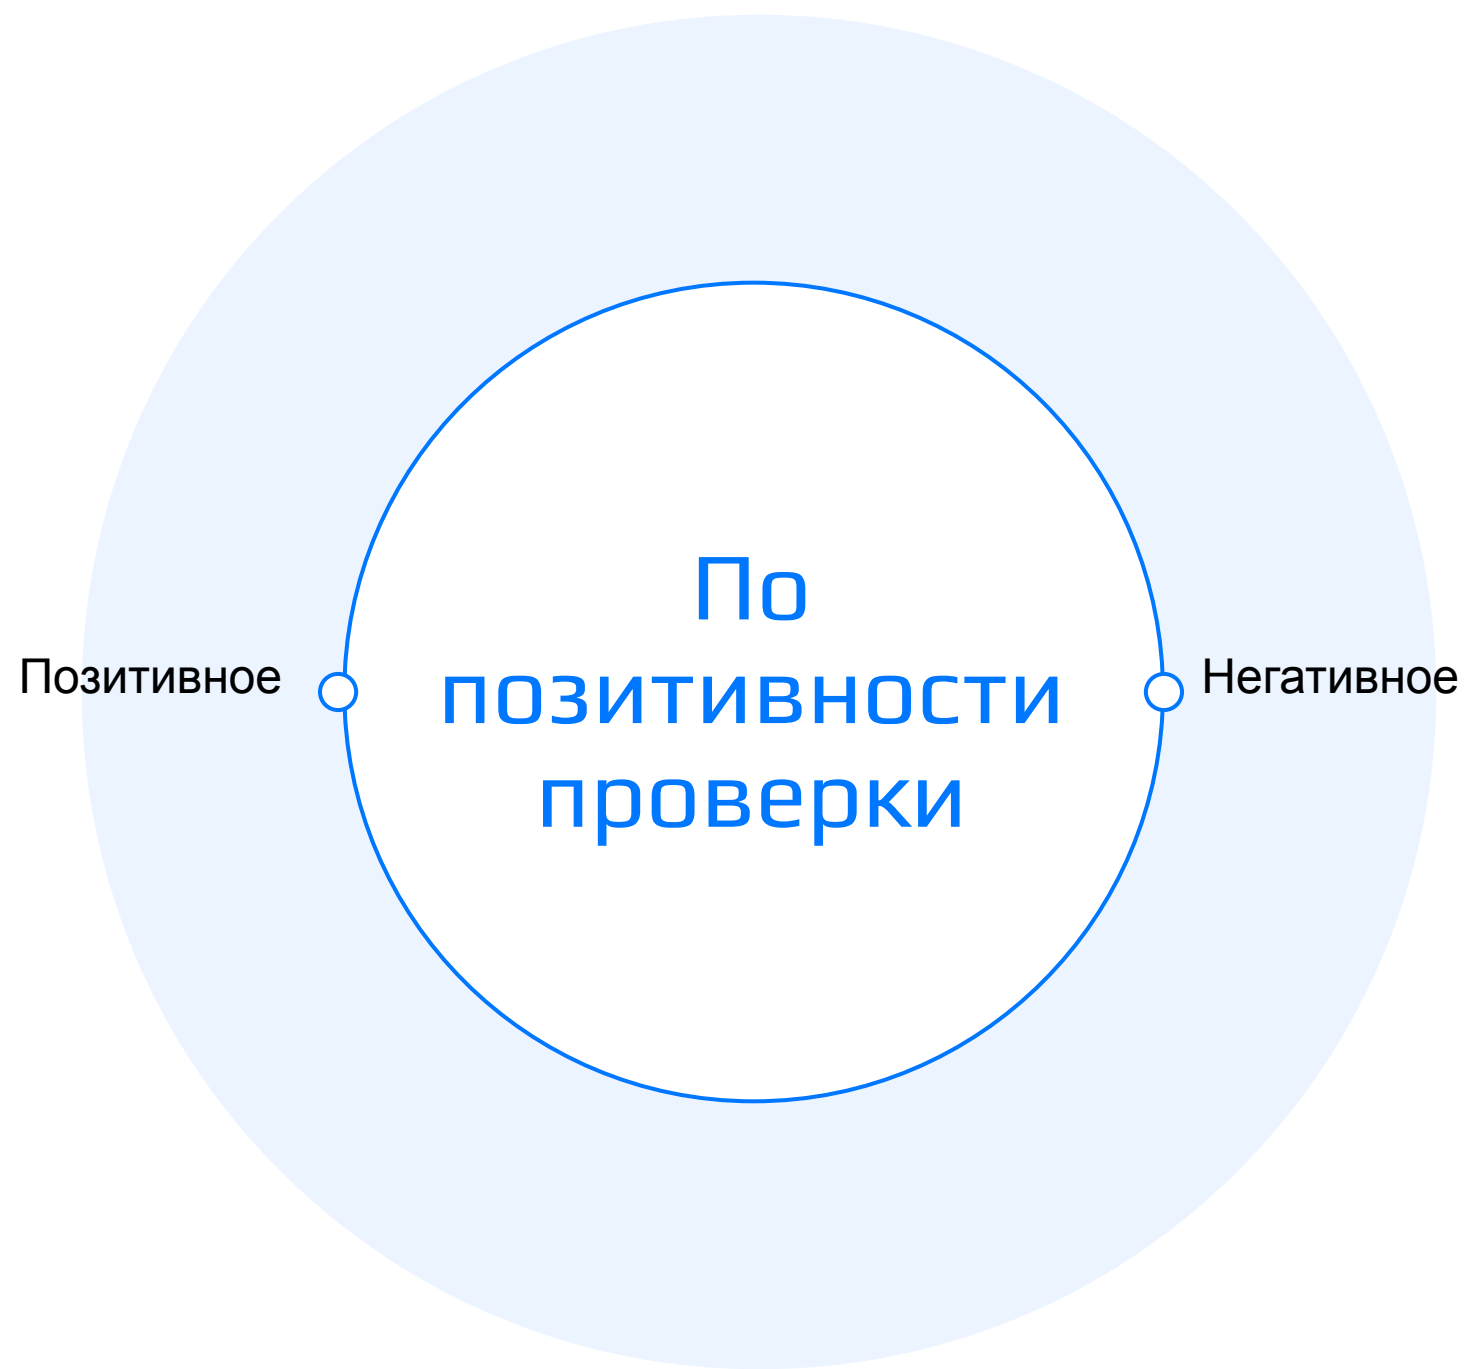 По
позитивности
проверки
Позитивное
Негативное